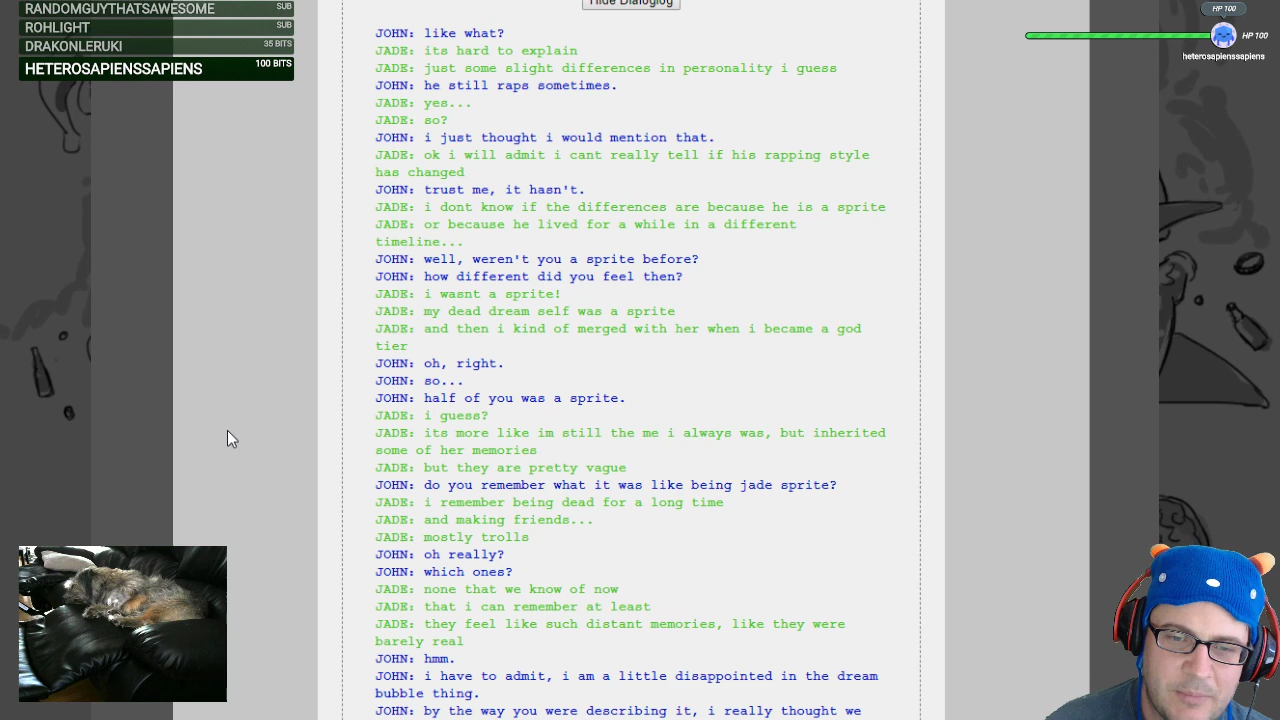 RANDOMGUYTHATSAWESOME SUB
ROHLIGHT SUB
DRAKONLERUKI 35 BITS
HETEROSAPIENSSAPIENS 100 BITS
HP 100
HP 100
heterosapienssapiens
Hide Dialoglog
JOHN: like what?
JADE: its hard to explain
JADE: just some slight differences in personality i guess
JOHN: he still raps sometimes.
JADE: yes...
JADE: so?
JOHN: i just thought i would mention that.
JADE: ok i will admit i cant really tell if his rapping style
has changed
JOHN: trust me, it hasn't.
JADE: i dont know if the differences are because he is a sprite
JADE: or because he lived for a while in a different
timeline...
JOHN: well, weren't you a sprite before?
JOHN: how different did you feel then?
JADE: i wasnt a sprite!
JADE: my dead dream self was a sprite
JADE: and then i kind of merged with her when i became a god
tier
JOHN: oh, right.
JOHN: so...
JOHN: half of you was a sprite.
JADE: i guess?
JADE: its more like im still the me i always was, but inherited
some of her memories
JADE: but they are pretty vague
JOHN: do you remember what it was like being jade sprite?
JADE: i remember being dead for a long time
JADE: and making friends...
JADE: mostly trolls
JOHN: oh really?
JOHN: which ones?
JADE: none that we know of now
JADE: that i can remember at least
JADE: they feel like such distant memories, like they were
barely real
JOHN: hmm.
JOHN: i have to admit, i am a little disappointed in the dream
bubble thing.
JOHN: by the way you were describing it, i really thought we